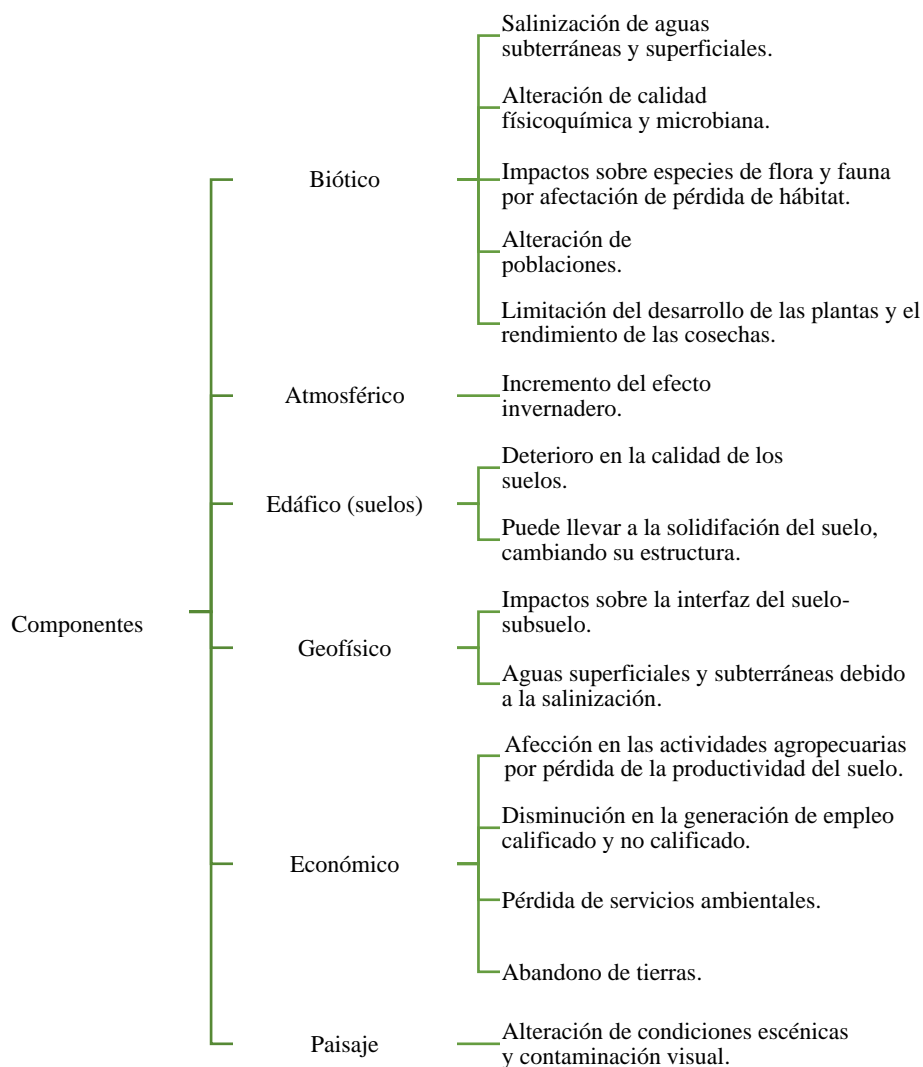 Componentes
Biótico
Salinización de aguas
subterráneas y superficiales.
Alteración de calidad
físicoquímica y microbiana.
Impactos sobre especies de flora y fauna
por afectación de pérdida de hábitat.
Alteración de
poblaciones.
Limitación del desarrollo de las plantas y el
rendimiento de las cosechas.
Atmosférico
Incremento del efecto
invernadero.
Edáfico (suelos)
Deterioro en la calidad de los
suelos.
Puede llevar a la solidifación del suelo,
cambiando su estructura.
Geofísico
Impactos sobre la interfaz del suelo-
subsuelo.
Aguas superficiales y subterráneas debido
a la salinización.
Económico
Afección en las actividades agropecuarias
por pérdida de la productividad del suelo.
Disminución en la generación de empleo
calificado y no calificado.
Pérdida de servicios ambientales.
Abandono de tierras.
Paisaje
Alteración de condiciones escénicas
y contaminación visual.